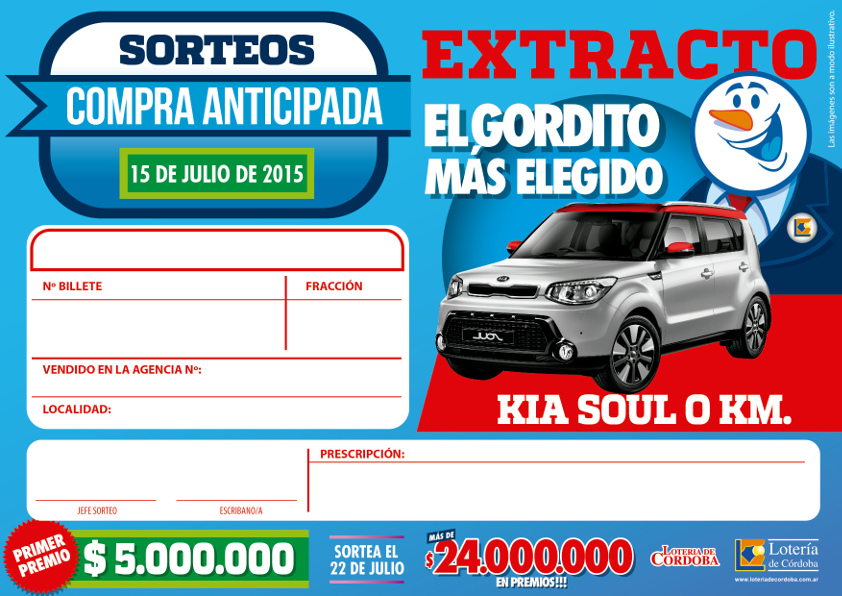 SORTEOS
COMPRA ANTICIPADA
15 DE JULIO DE 2015
EXTRACTO
EL GORDITO
MÁS ELEGIDO
Las imágenes son a modo ilustrativo.
KIA
KIA SOUL 0 KM.
Nº BILLETE
FRACCIÓN
VENDIDO EN LA AGENCIA Nº:
LOCALIDAD:
PRESCRIPCIÓN:
JEFE SORTEO
ESCRIBANO/A
PRIMER
PREMIO
$ 5.000.000
SORTEA EL
22 DE JULIO
MÁS DE
$24.000.000
EN PREMIOS!!!
LOTERIA DE
CORDOBA
Lotería
de Córdoba
www.loteriadecordoba.com.ar